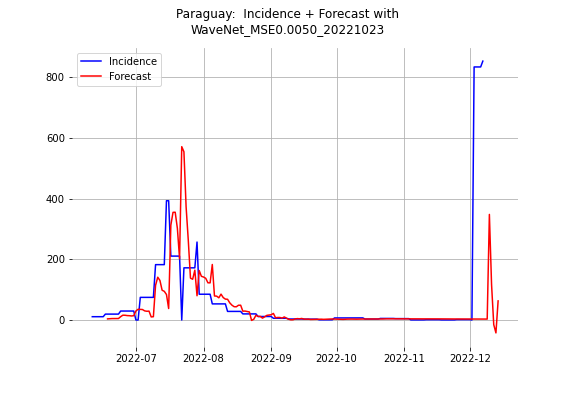 Paraguay:  Incidence + Forecast with
WaveNet_MSE0.0050_20221023
Incidence
Forecast
800
600
400
200
0
2022-07
2022-08
2022-09
2022-10
2022-11
2022-12